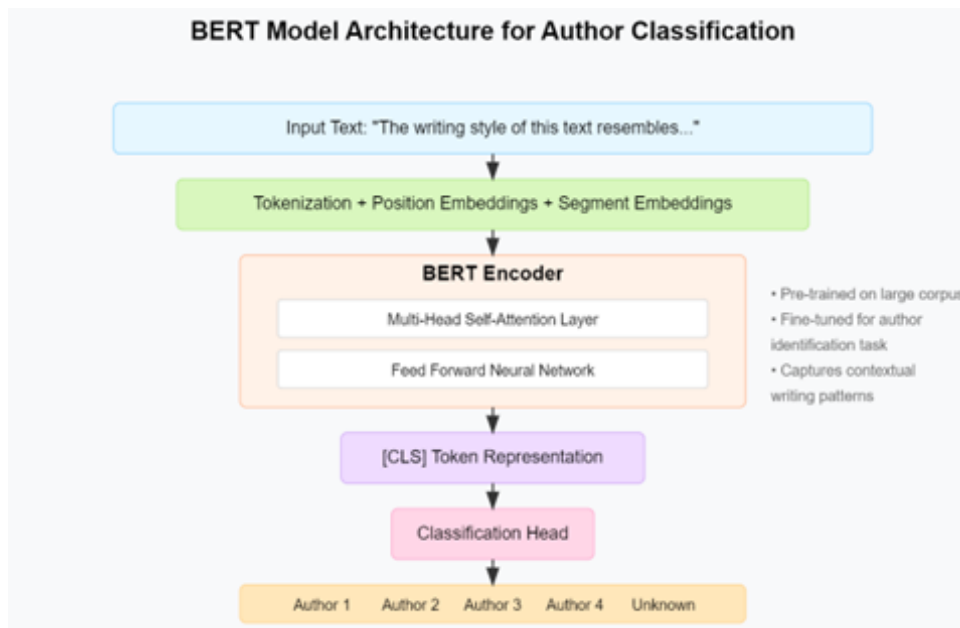 BERT Model Architecture for Author Classification
Input Text: "The writing style of this text resembles..."
Tokenization + Position Embeddings + Segment Embeddings
BERT Encoder
Multi-Head Self-Attention Layer
Feed Forward Neural Network
• Pre-trained on large corpus
• Fine-tuned for author
identification task
• Captures contextual
writing patterns
[CLS] Token Representation
Classification Head
Author 1 Author 2 Author 3 Author 4 Unknown